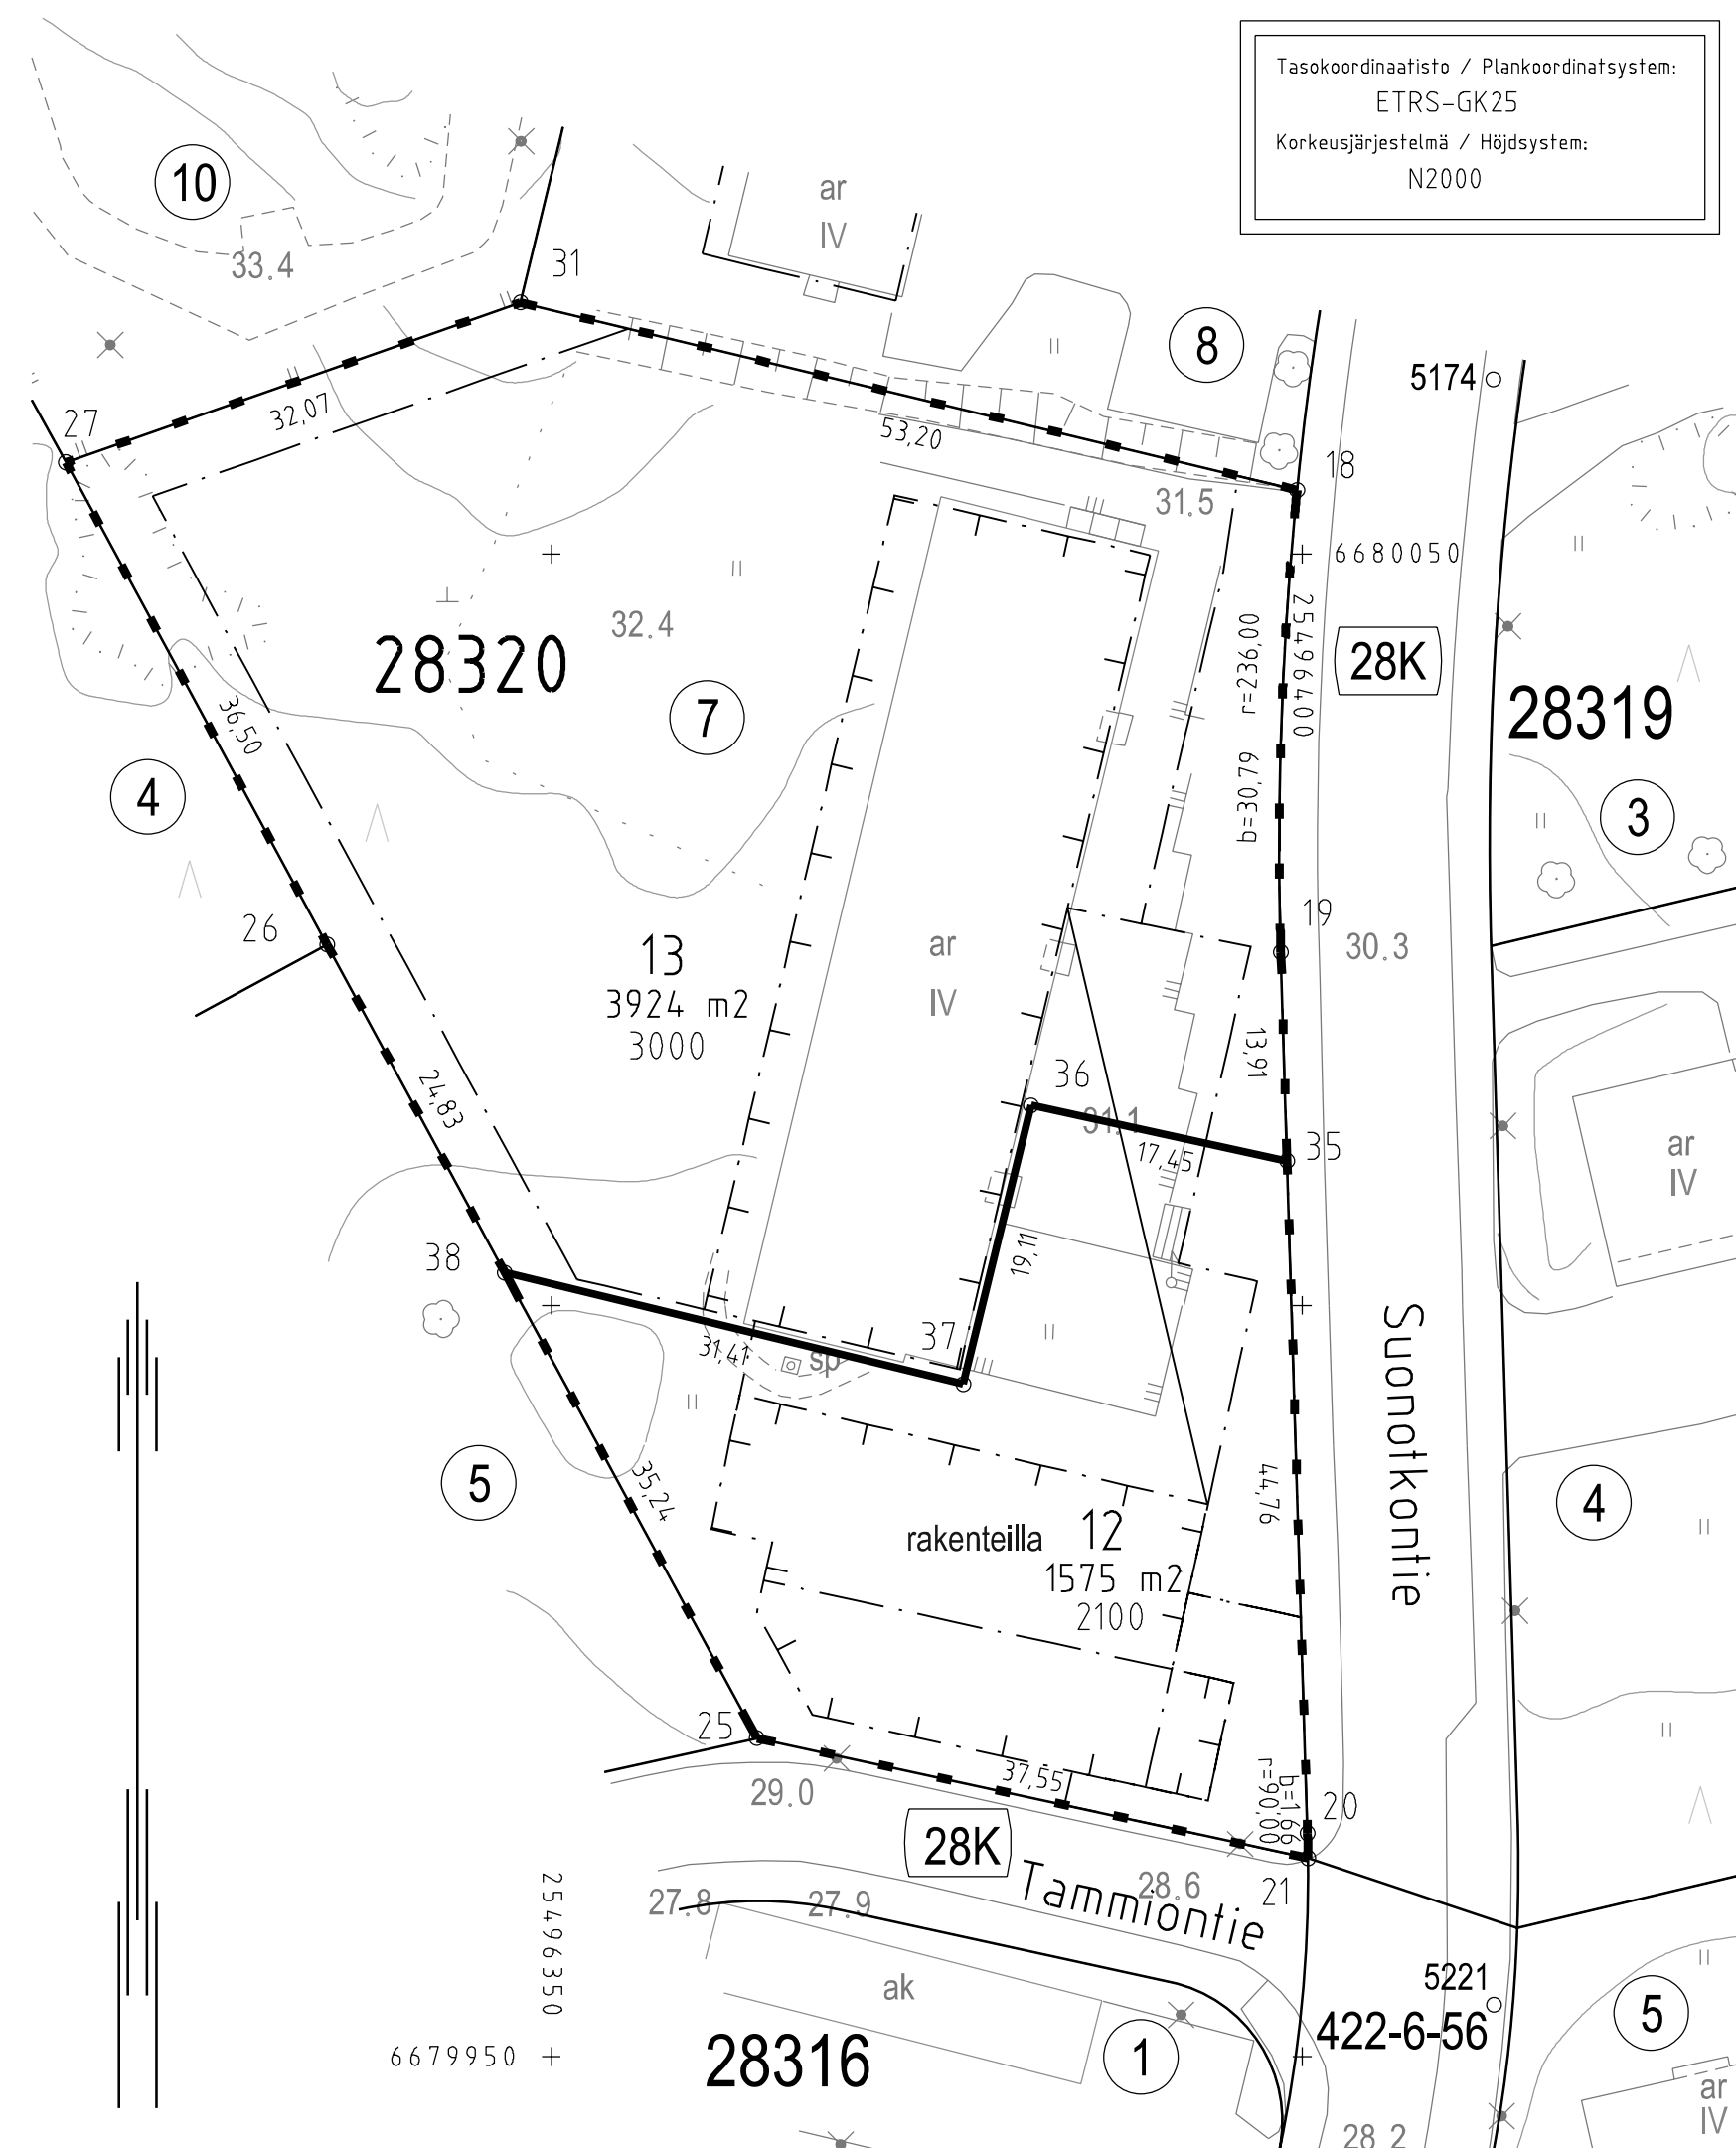 Tasokoordinaatisto / Plankoordinatsystem:
ETRS-GK25
Korkeusjärjestelmä / Höjdsystem:
N2000
10
33.4
31
ar
IV
8
5174
27
32,07
53,20
18
31.5
6680050
25496400
28320
32.4
7
28K
28319
r=236,00
b=30,79
36,50
4
3
26
13
3924 m2
3000
ar
IV
19
30.3
13,91
24,83
36
31.1
17,45
35
ar
IV
38
19,11
37
31,41
sp
Suonotkontie
5
35,24
44,76
4
rakenteilla
12
1575 m2
2100
25
29.0
37,55
r=90,00
b=1,66
20
28K
Tammiontie
28.6
21
27.8
27.9
25496350
ak
5221
422-6-56
5
6679950
28316
1
ar
IV
28.2